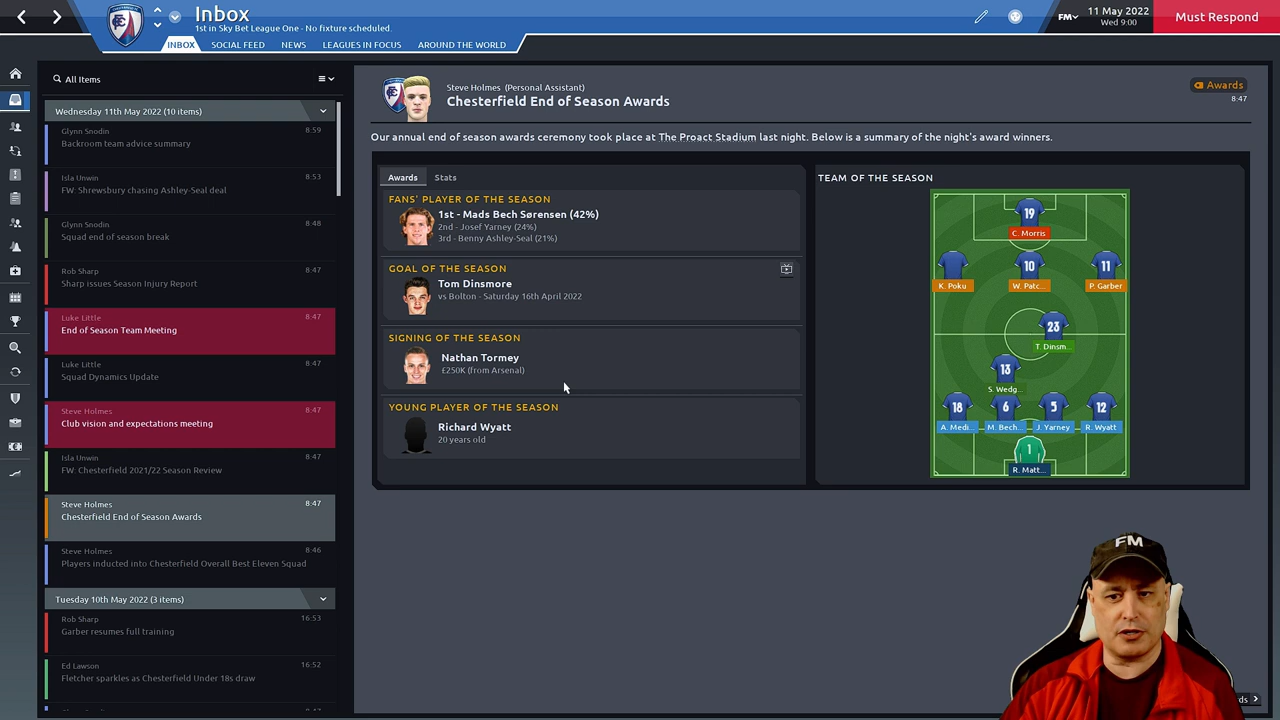 Inbox
1st in Sky Bet League One - No fixture scheduled.
FM
11 May 2022
Wed 9:00
Must Respond
INBOX
SOCIAL FEED
NEWS
LEAGUES IN FOCUS
AROUND THE WORLD
All Items
Wednesday 11th May 2022 (10 items)
Glynn Snodin 8:59
Backroom team advice summary
Isla Unwin 8:53
FW: Shrewsbury chasing Ashley-Seal deal
Glynn Snodin 8:48
Squad end of season break
Rob Sharp 8:47
Sharp issues Season Injury Report
Luke Little 8:47
End of Season Team Meeting
Luke Little 8:47
Squad Dynamics Update
Steve Holmes 8:47
Club vision and expectations meeting
Isla Unwin 8:47
FW: Chesterfield 2021/22 Season Review
Steve Holmes 8:47
Chesterfield End of Season Awards
Steve Holmes 8:46
Players inducted into Chesterfield Overall Best Eleven Squad
Tuesday 10th May 2022 (3 items)
Rob Sharp 16:53
Garber resumes full training
Ed Lawson 16:52
Fletcher sparkles as Chesterfield Under 18s draw
Steve Holmes (Personal Assistant)
Chesterfield End of Season Awards
Awards
8:47
Our annual end of season awards ceremony took place at The Proact Stadium last night. Below is a summary of the night's award winners.
Awards
Stats
FANS' PLAYER OF THE SEASON
1st - Mads Bech Sørensen (42%)
2nd - Josef Yarney (24%)
3rd - Benny Ashley-Seal (21%)
GOAL OF THE SEASON
Tom Dinsmore
vs Bolton - Saturday 16th April 2022
SIGNING OF THE SEASON
Nathan Tormey
£250K (from Arsenal)
YOUNG PLAYER OF THE SEASON
Richard Wyatt
20 years old
TEAM OF THE SEASON
19
C. Morris
10
11
K. Poku
W. Patc...
P. Garber
23
T. Dinsm...
13
S. Wedg...
18
6
5
12
A. Medi...
M. Bech...
J. Yarney
R. Wyatt
1
R. Matt...
FM